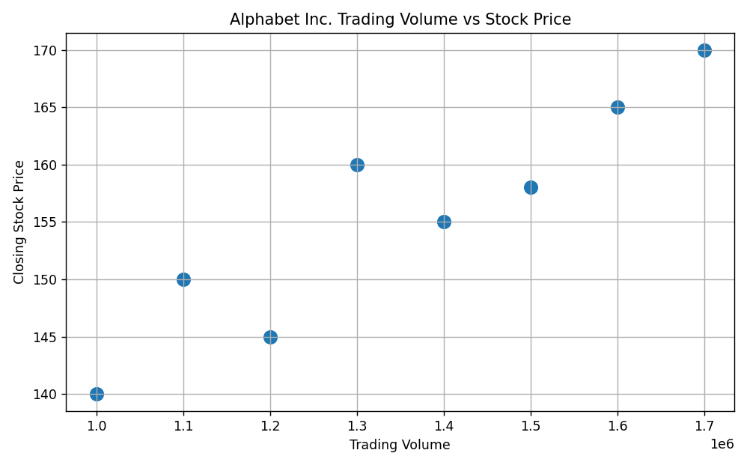 Alphabet Inc. Trading Volume vs Stock Price
Closing Stock Price
170
165
160
155
150
145
140
1.0 1.1 1.2 1.3 1.4 1.5 1.6 1.7
1e6
Trading Volume